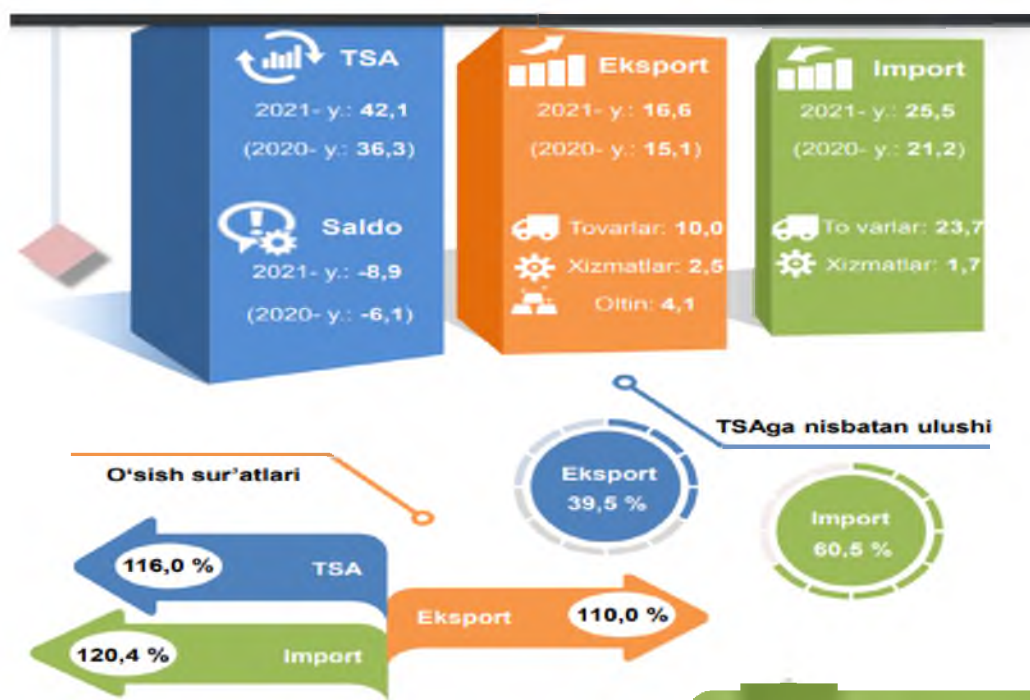 TSA
2021- y.: 42,1
(2020- y.: 36,3)
Saldo
2021- y.: -8,9
(2020- y.: -6,1)
Eksport
2021- y.: 16,6
(2020- y.: 15,1)
Tovarlar: 10,0
Xizmatlar: 2,5
Oltin: 4,1
Import
2021- y.: 25,5
(2020- y.: 21,2)
To varlar: 23,7
Xizmatlar: 1,7
TSAga nisbatan ulushi
Eksport
39,5 %
Import
60,5 %
O‘sish sur’atlari
116,0 % TSA
Eksport 110,0 %
120,4 % Import